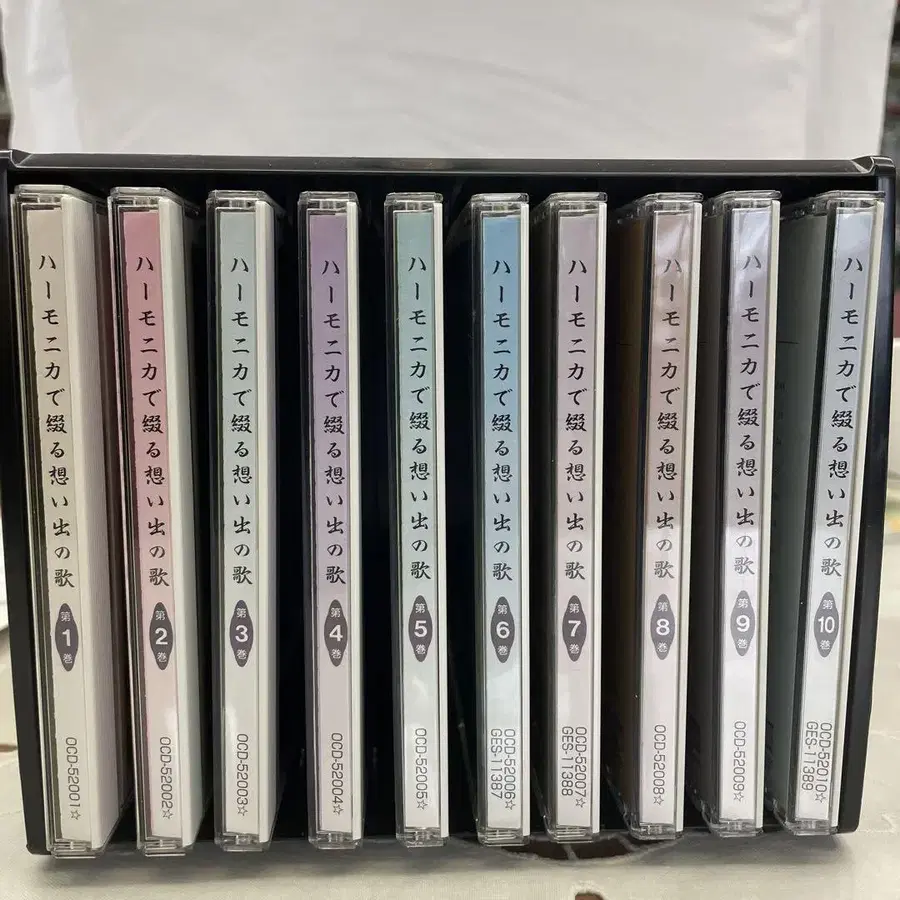 ハーモニカで綴る想い出の歌
第1巻
OCD-52001☆
ハーモニカで綴る想い出の歌
第2巻
OCD-52002☆
ハーモニカで綴る想い出の歌
第3巻
OCD-52003☆
ハーモニカで綴る想い出の歌
第4巻
OCD-52004☆
ハーモニカで綴る想い出の歌
第5巻
OCD-52005☆
ハーモニカで綴る想い出の歌
第6巻
OCD-52006☆
GES-11387
ハーモニカで綴る想い出の歌
第7巻
OCD-52007☆
GES-11388
ハーモニカで綴る想い出の歌
第8巻
OCD-52008☆
ハーモニカで綴る想い出の歌
第9巻
OCD-52009☆
ハーモニカで綴る想い出の歌
第10巻
OCD-52010☆
GES-11389